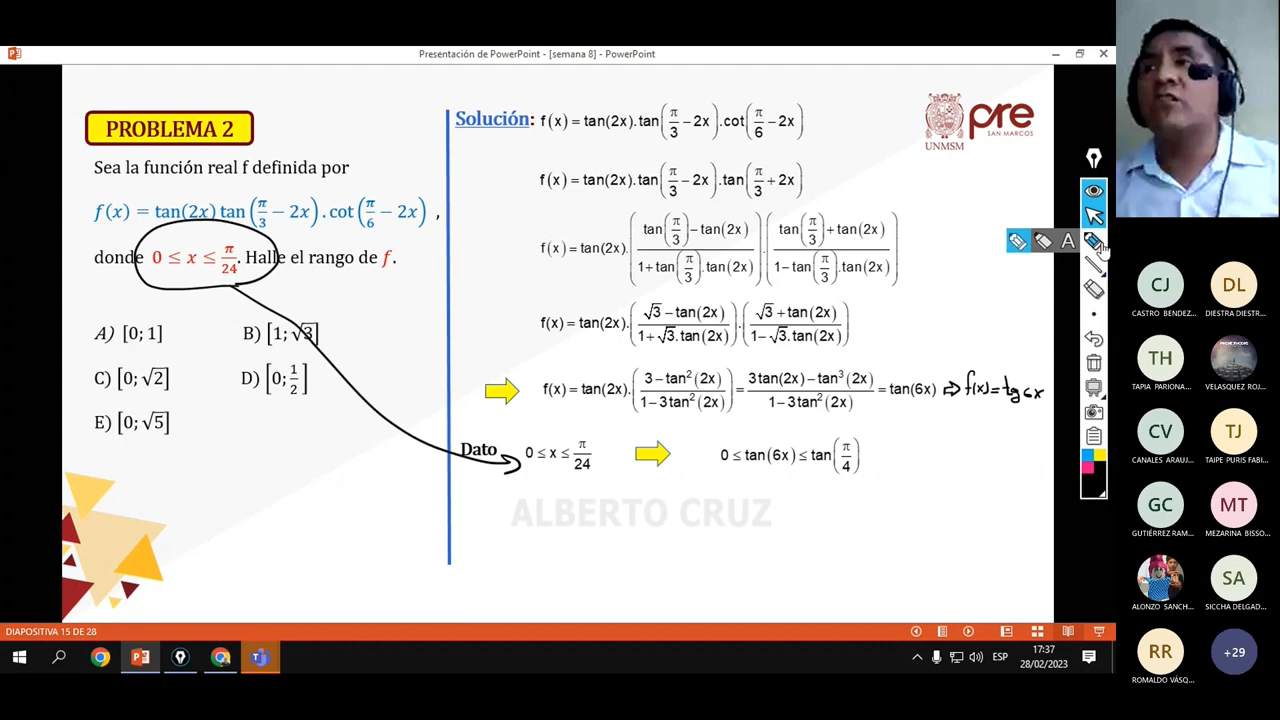 Presentación de PowerPoint - [semana 8] - PowerPoint
PROBLEMA 2
Sea la función real f definida por
f(x) = tan(2x) tan(π/3 − 2x). cot(π/6 − 2x) ,
donde 0 ≤ x ≤ π/24. Halle el rango de f.
A) [0; 1]
B) [1; √3]
C) [0; √2]
D) [0; 1/2]
E) [0; √5]
Solución: f(x) = tan(2x).tan(π/3 − 2x).cot(π/6 − 2x)
f(x) = tan(2x).tan(π/3 − 2x).tan(π/3 + 2x)
f(x) = tan(2x).((tan(π/3) − tan(2x))/(1 + tan(π/3).tan(2x))).((tan(π/3) + tan(2x))/(1 − tan(π/3).tan(2x)))
f(x) = tan(2x).((√3 − tan(2x))/(1 + √3.tan(2x))).((√3 + tan(2x))/(1 − √3.tan(2x)))
f(x) = tan(2x).((3 − tan²(2x))/(1 − 3tan²(2x))) = (3tan(2x) − tan³(2x))/(1 − 3tan²(2x)) = tan(6x) ⇒ f(x) = tg 6x
Dato 0 ≤ x ≤ π/24
0 ≤ tan(6x) ≤ tan(π/4)
ALBERTO CRUZ
UNMSM
pre
SAN MARCOS
A
CJ
DL
CASTRO BENDEZ...
DIESTRA DIESTR...
TH
TAPIA PARIONA...
VELASQUEZ ROJ...
CV
TJ
CANALES ARAUJ...
TAIPE PURIS FABI...
GC
MT
GUTIÉRREZ RAM...
MEZARINA BISSO...
SA
ALONZO SANCH...
SICCHA DELGAD...
RR
+29
ROMALDO VÁSQ...
DIAPOSITIVA 15 DE 28
ESP
17:37
28/02/2023